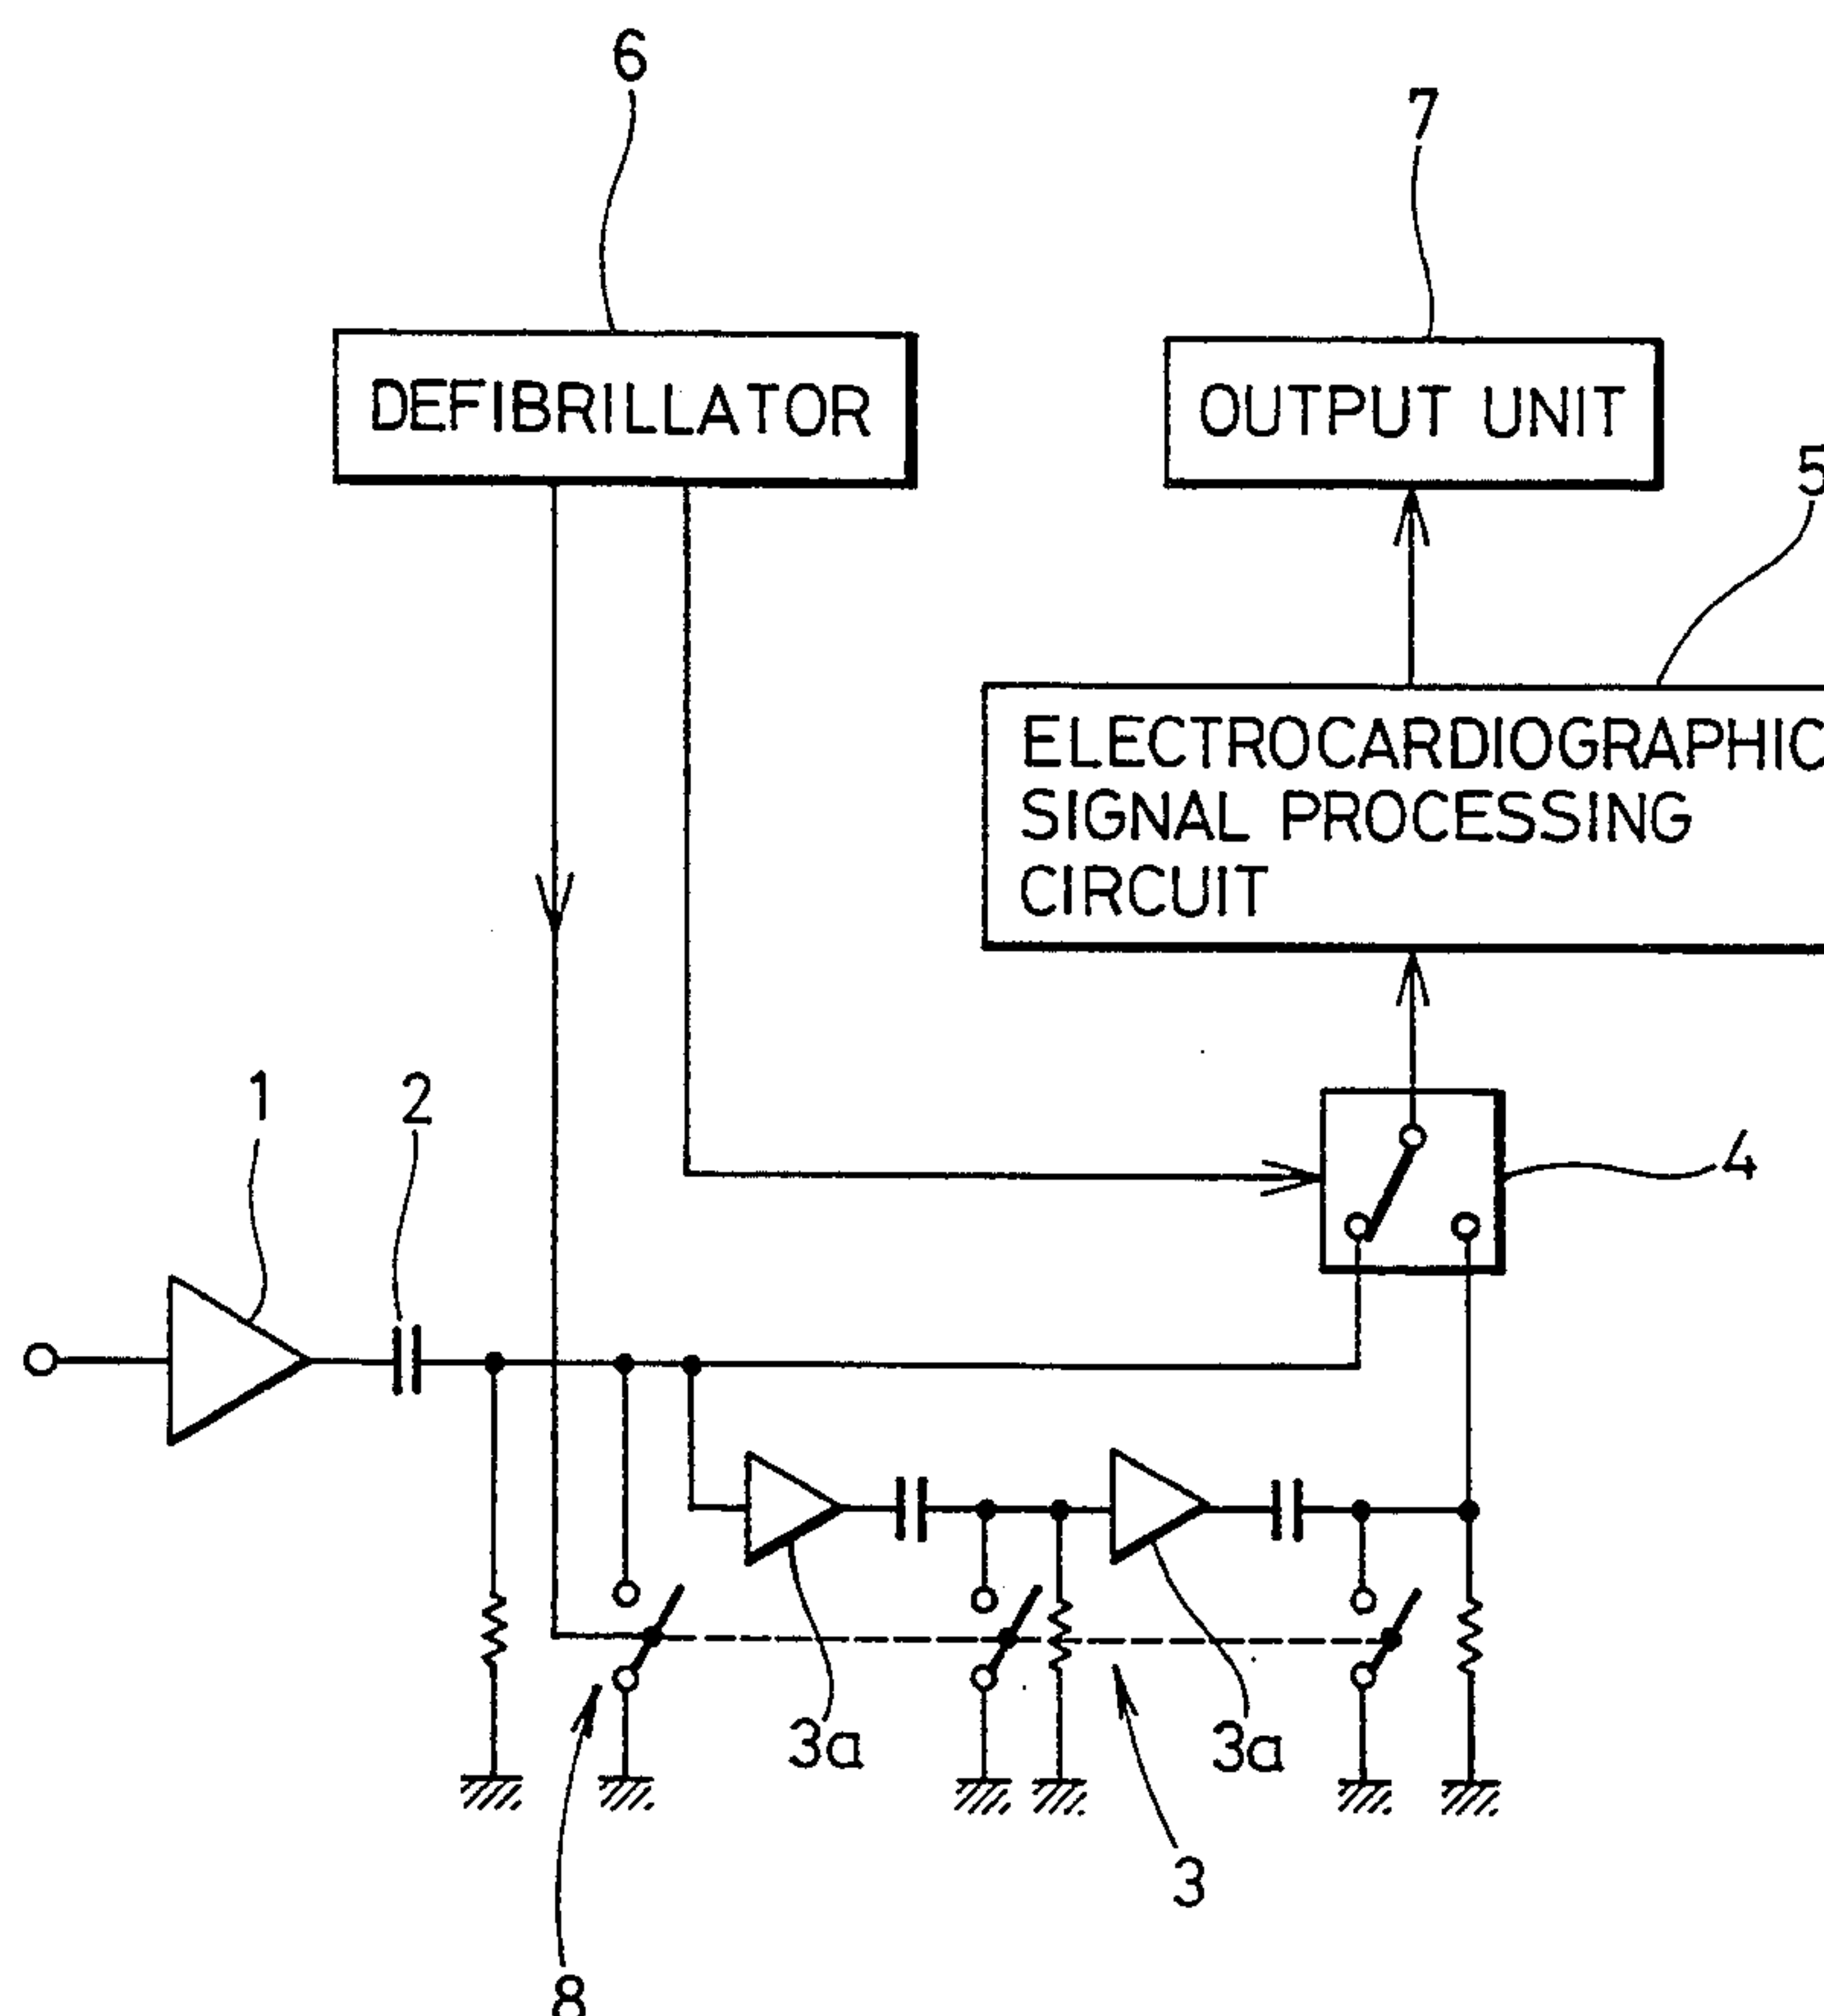 6
7
DEFIBRILLATOR
OUTPUT UNIT
5
ELECTROCARDIOGRAPHIC
SIGNAL PROCESSING
CIRCUIT
1
2
4
3a
3a
3
8